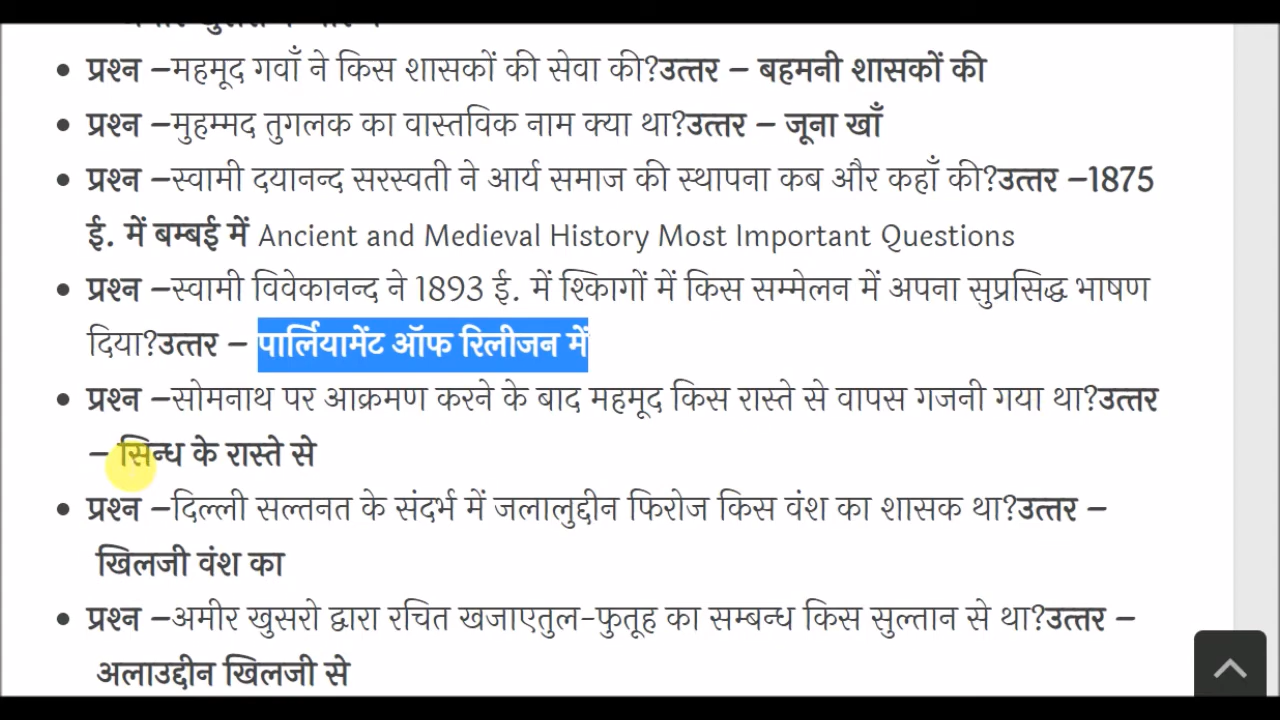 प्रश्न –महमूद गवाँ ने किस शासकों की सेवा की?उत्तर – बहमनी शासकों की
प्रश्न –मुहम्मद तुगलक का वास्तविक नाम क्या था?उत्तर – जूना खाँ
प्रश्न –स्वामी दयानन्द सरस्वती ने आर्य समाज की स्थापना कब और कहाँ की?उत्तर –1875
ई. में बम्बई में Ancient and Medieval History Most Important Questions
प्रश्न –स्वामी विवेकानन्द ने 1893 ई. में श्किागों में किस सम्मेलन में अपना सुप्रसिद्ध भाषण
दिया?उत्तर – पार्लियामेंट ऑफ रिलीजन में
प्रश्न –सोमनाथ पर आक्रमण करने के बाद महमूद किस रास्ते से वापस गजनी गया था?उत्तर
– सिन्ध के रास्ते से
प्रश्न –दिल्ली सल्तनत के संदर्भ में जलालुद्दीन फिरोज किस वंश का शासक था?उत्तर –
खिलजी वंश का
प्रश्न –अमीर खुसरो द्वारा रचित खजाएतुल-फुतूह का सम्बन्ध किस सुल्तान से था?उत्तर –
अलाउद्दीन खिलजी से